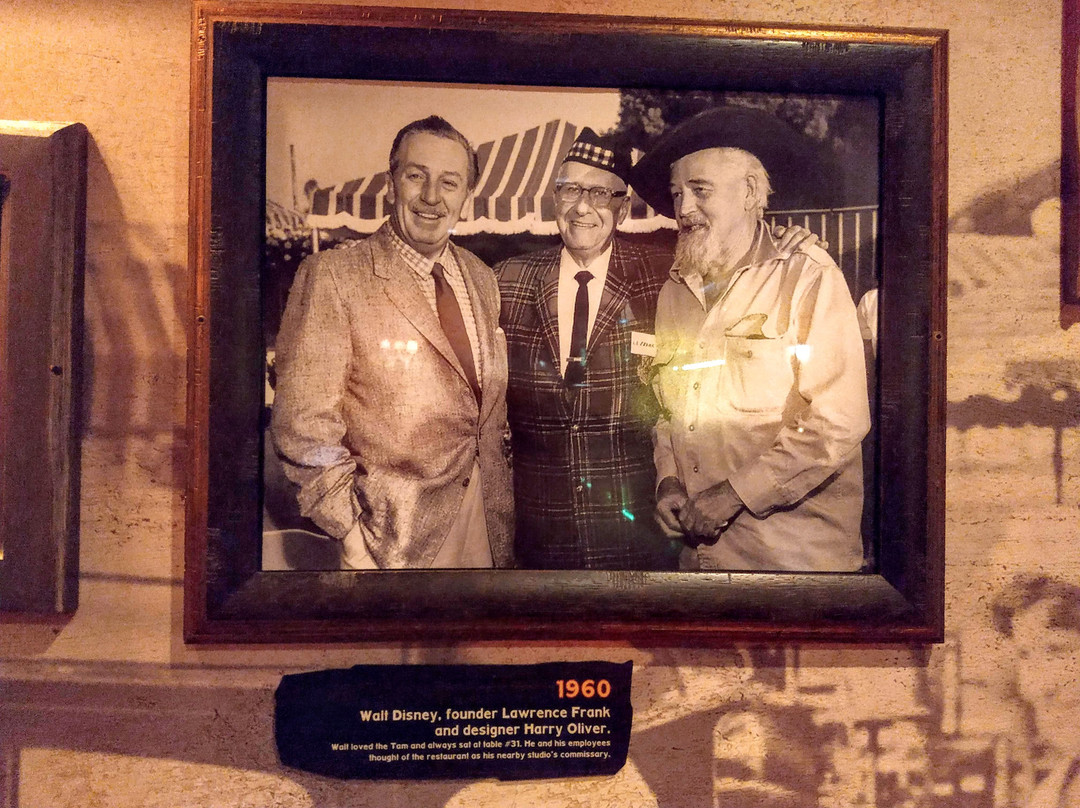 1960
Walt Disney, founder Lawrence Frank
and designer Harry Oliver.
Walt loved the Tam and always sat at table #31. He and his employees
thought of the restaurant as his nearby studio's commissary.